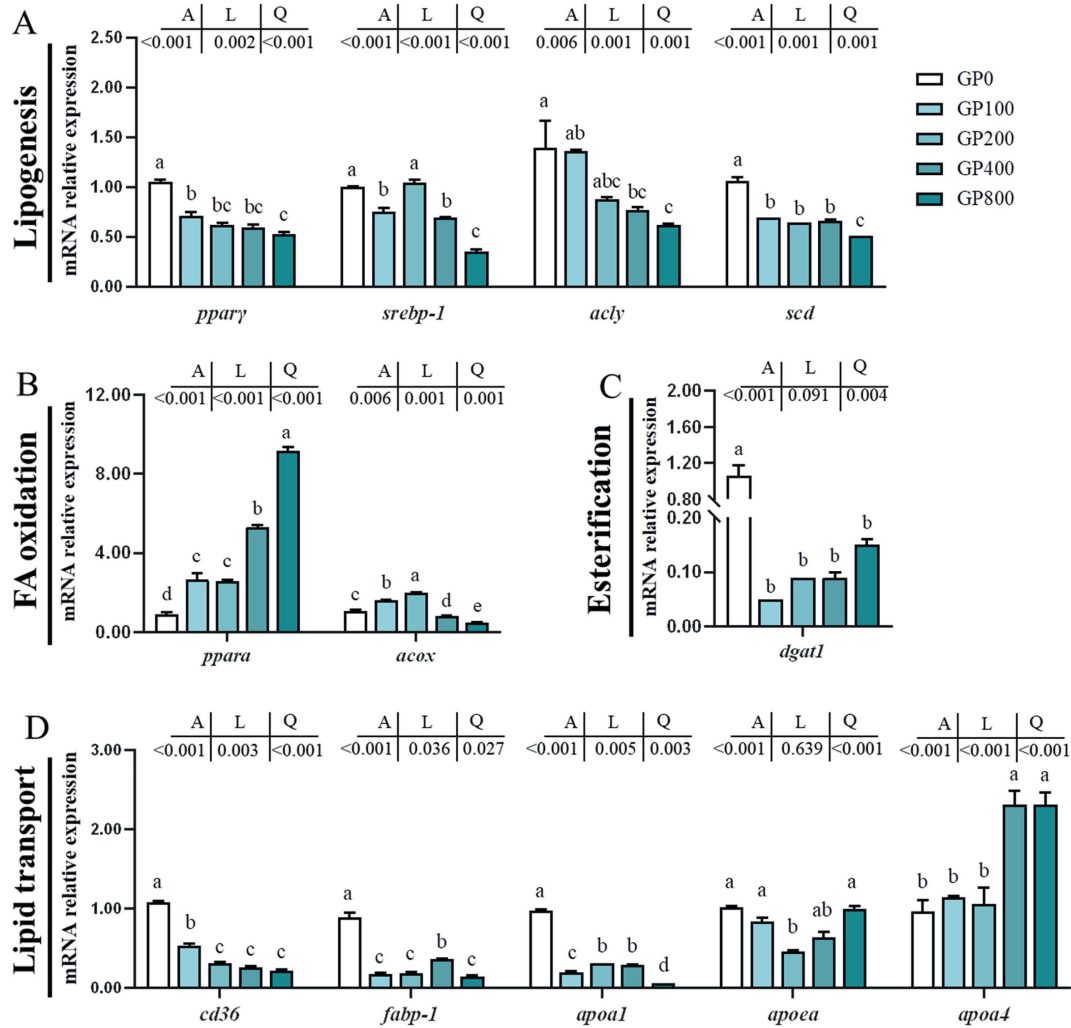 A
Lipogenesis
mRNA relative expression
A L Q A L Q A L Q A L Q
<0.001 0.002 <0.001 <0.001 <0.001 <0.001 0.006 0.001 0.001 <0.001 0.001 0.001
2.50
2.00
1.50
1.00
0.50
0.00
a b bc bc c
a b a b c
a ab abc bc c
a b b b c
pparγ srebp-1 acly scd
GP0
GP100
GP200
GP400
GP800
B
FA oxidation
mRNA relative expression
A L Q A L Q
<0.001 <0.001 <0.001 0.006 0.001 0.001
12.00
8.00
4.00
0.00
d c c b a
c b a d e
ppara acox
C
Esterification
mRNA relative expression
A L Q
<0.001 0.091 0.004
2.00
1.60
1.20
0.80
0.20
0.10
0.00
a b b b b
dgat1
D
Lipid transport
mRNA relative expression
A L Q A L Q A L Q A L Q A L Q
<0.001 0.003 <0.001 <0.001 0.036 0.027 <0.001 0.005 0.003 <0.001 0.639 <0.001 <0.001 <0.001 <0.001
3.00
2.00
1.00
0.00
a b c c c
a c c b c
a c b b d
a a b ab a
b b b a a
cd36 fabp-1 apoa1 apoea apoa4